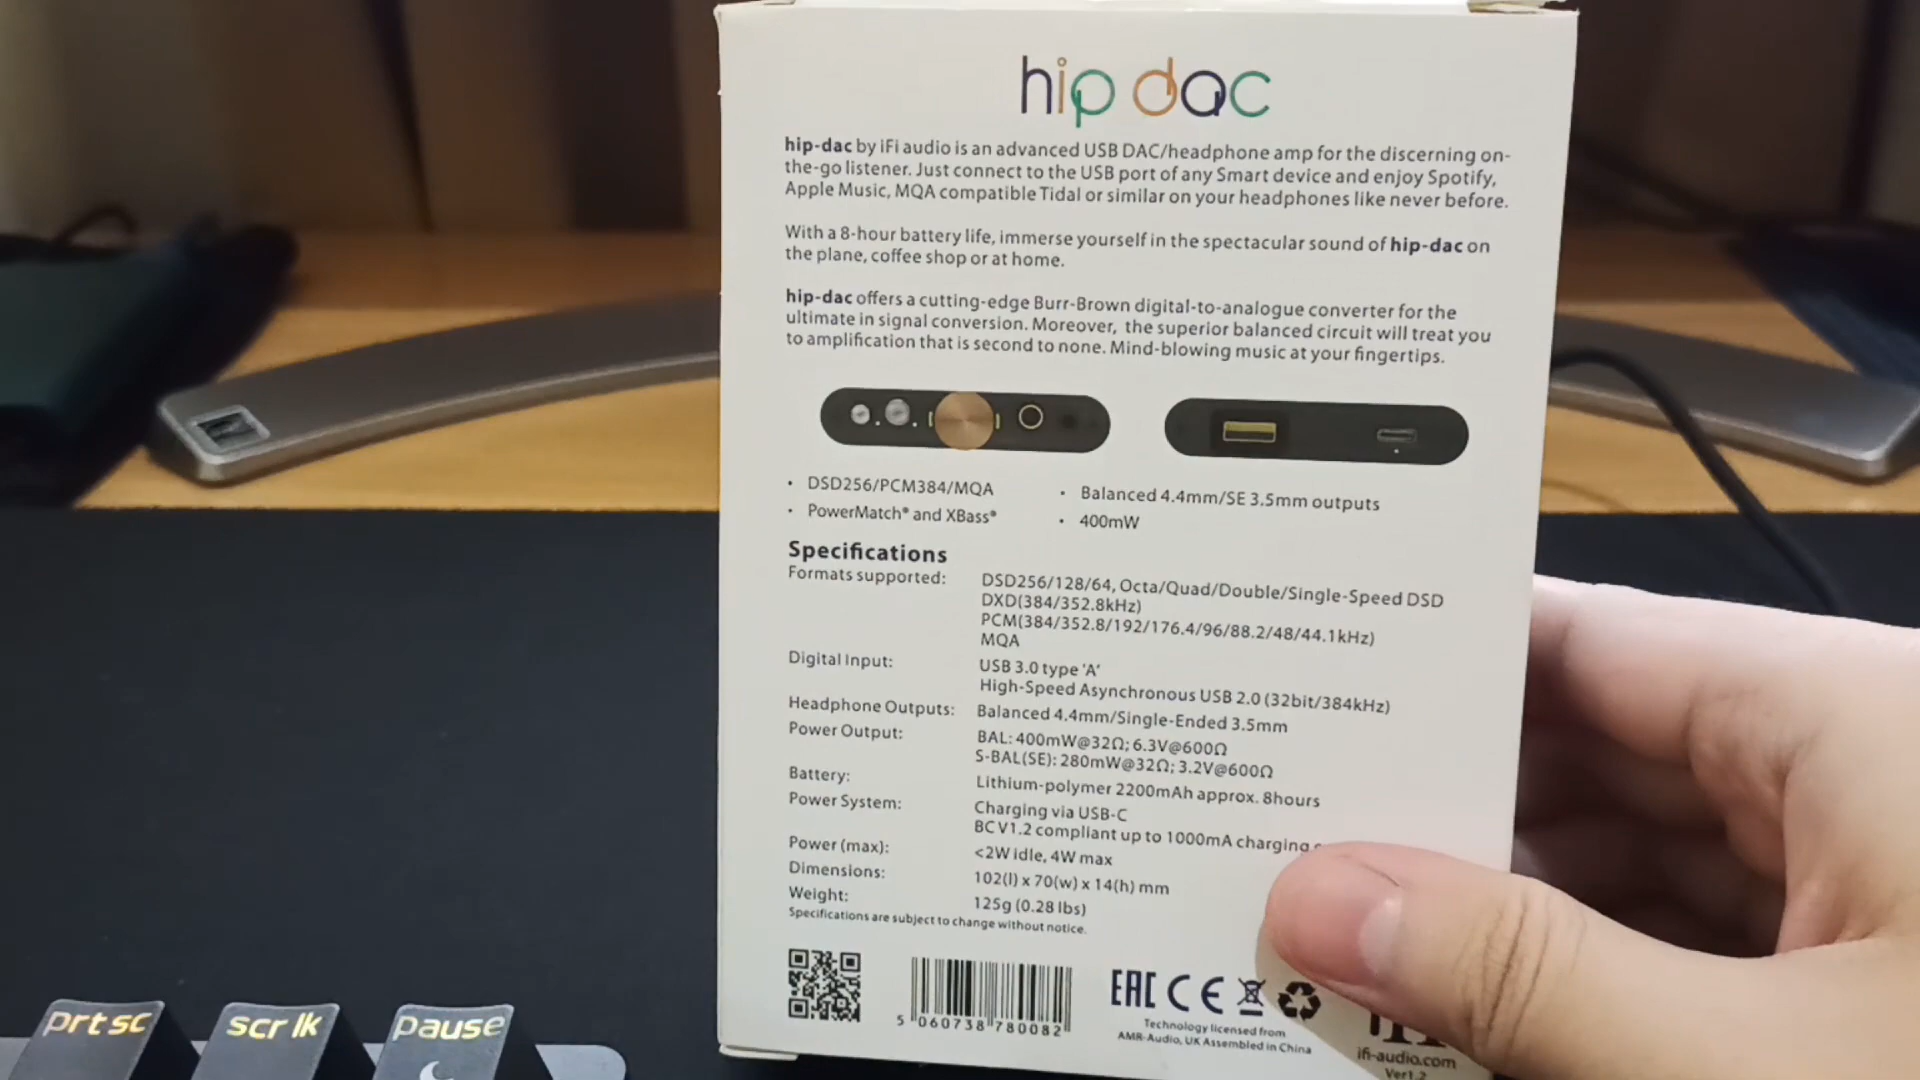 hip dac
hip-dac by iFi audio is an advanced USB DAC/headphone amp for the discerning on-
the-go listener. Just connect to the USB port of any Smart device and enjoy Spotify,
Apple Music, MQA compatible Tidal or similar on your headphones like never before.
With a 8-hour battery life, immerse yourself in the spectacular sound of hip-dac on
the plane, coffee shop or at home.
hip-dac offers a cutting-edge Burr-Brown digital-to-analogue converter for the
ultimate in signal conversion. Moreover, the superior balanced circuit will treat you
to amplification that is second to none. Mind-blowing music at your fingertips.
• DSD256/PCM384/MQA
• PowerMatch® and XBass®
• Balanced 4.4mm/SE 3.5mm outputs
• 400mW
Specifications
Formats supported: DSD256/128/64, Octa/Quad/Double/Single-Speed DSD
DXD(384/352.8kHz)
PCM(384/352.8/192/176.4/96/88.2/48/44.1kHz)
MQA
Digital Input: USB 3.0 type 'A'
High-Speed Asynchronous USB 2.0 (32bit/384kHz)
Headphone Outputs: Balanced 4.4mm/Single-Ended 3.5mm
Power Output: BAL: 400mW@32Ω; 6.3V@600Ω
S-BAL(SE): 280mW@32Ω; 3.2V@600Ω
Battery: Lithium-polymer 2200mAh approx. 8hours
Power System: Charging via USB-C
BC V1.2 compliant up to 1000mA charging
Power (max): <2W idle, 4W max
Dimensions: 102(l) x 70(w) x 14(h) mm
Weight: 125g (0.28 lbs)
Specifications are subject to change without notice.
5 060738 780082
EAC CE
Technology licensed from
AMR-Audio, UK Assembled in China
ifi-audio.com
Ver1.2
prt sc
scr lk
pause